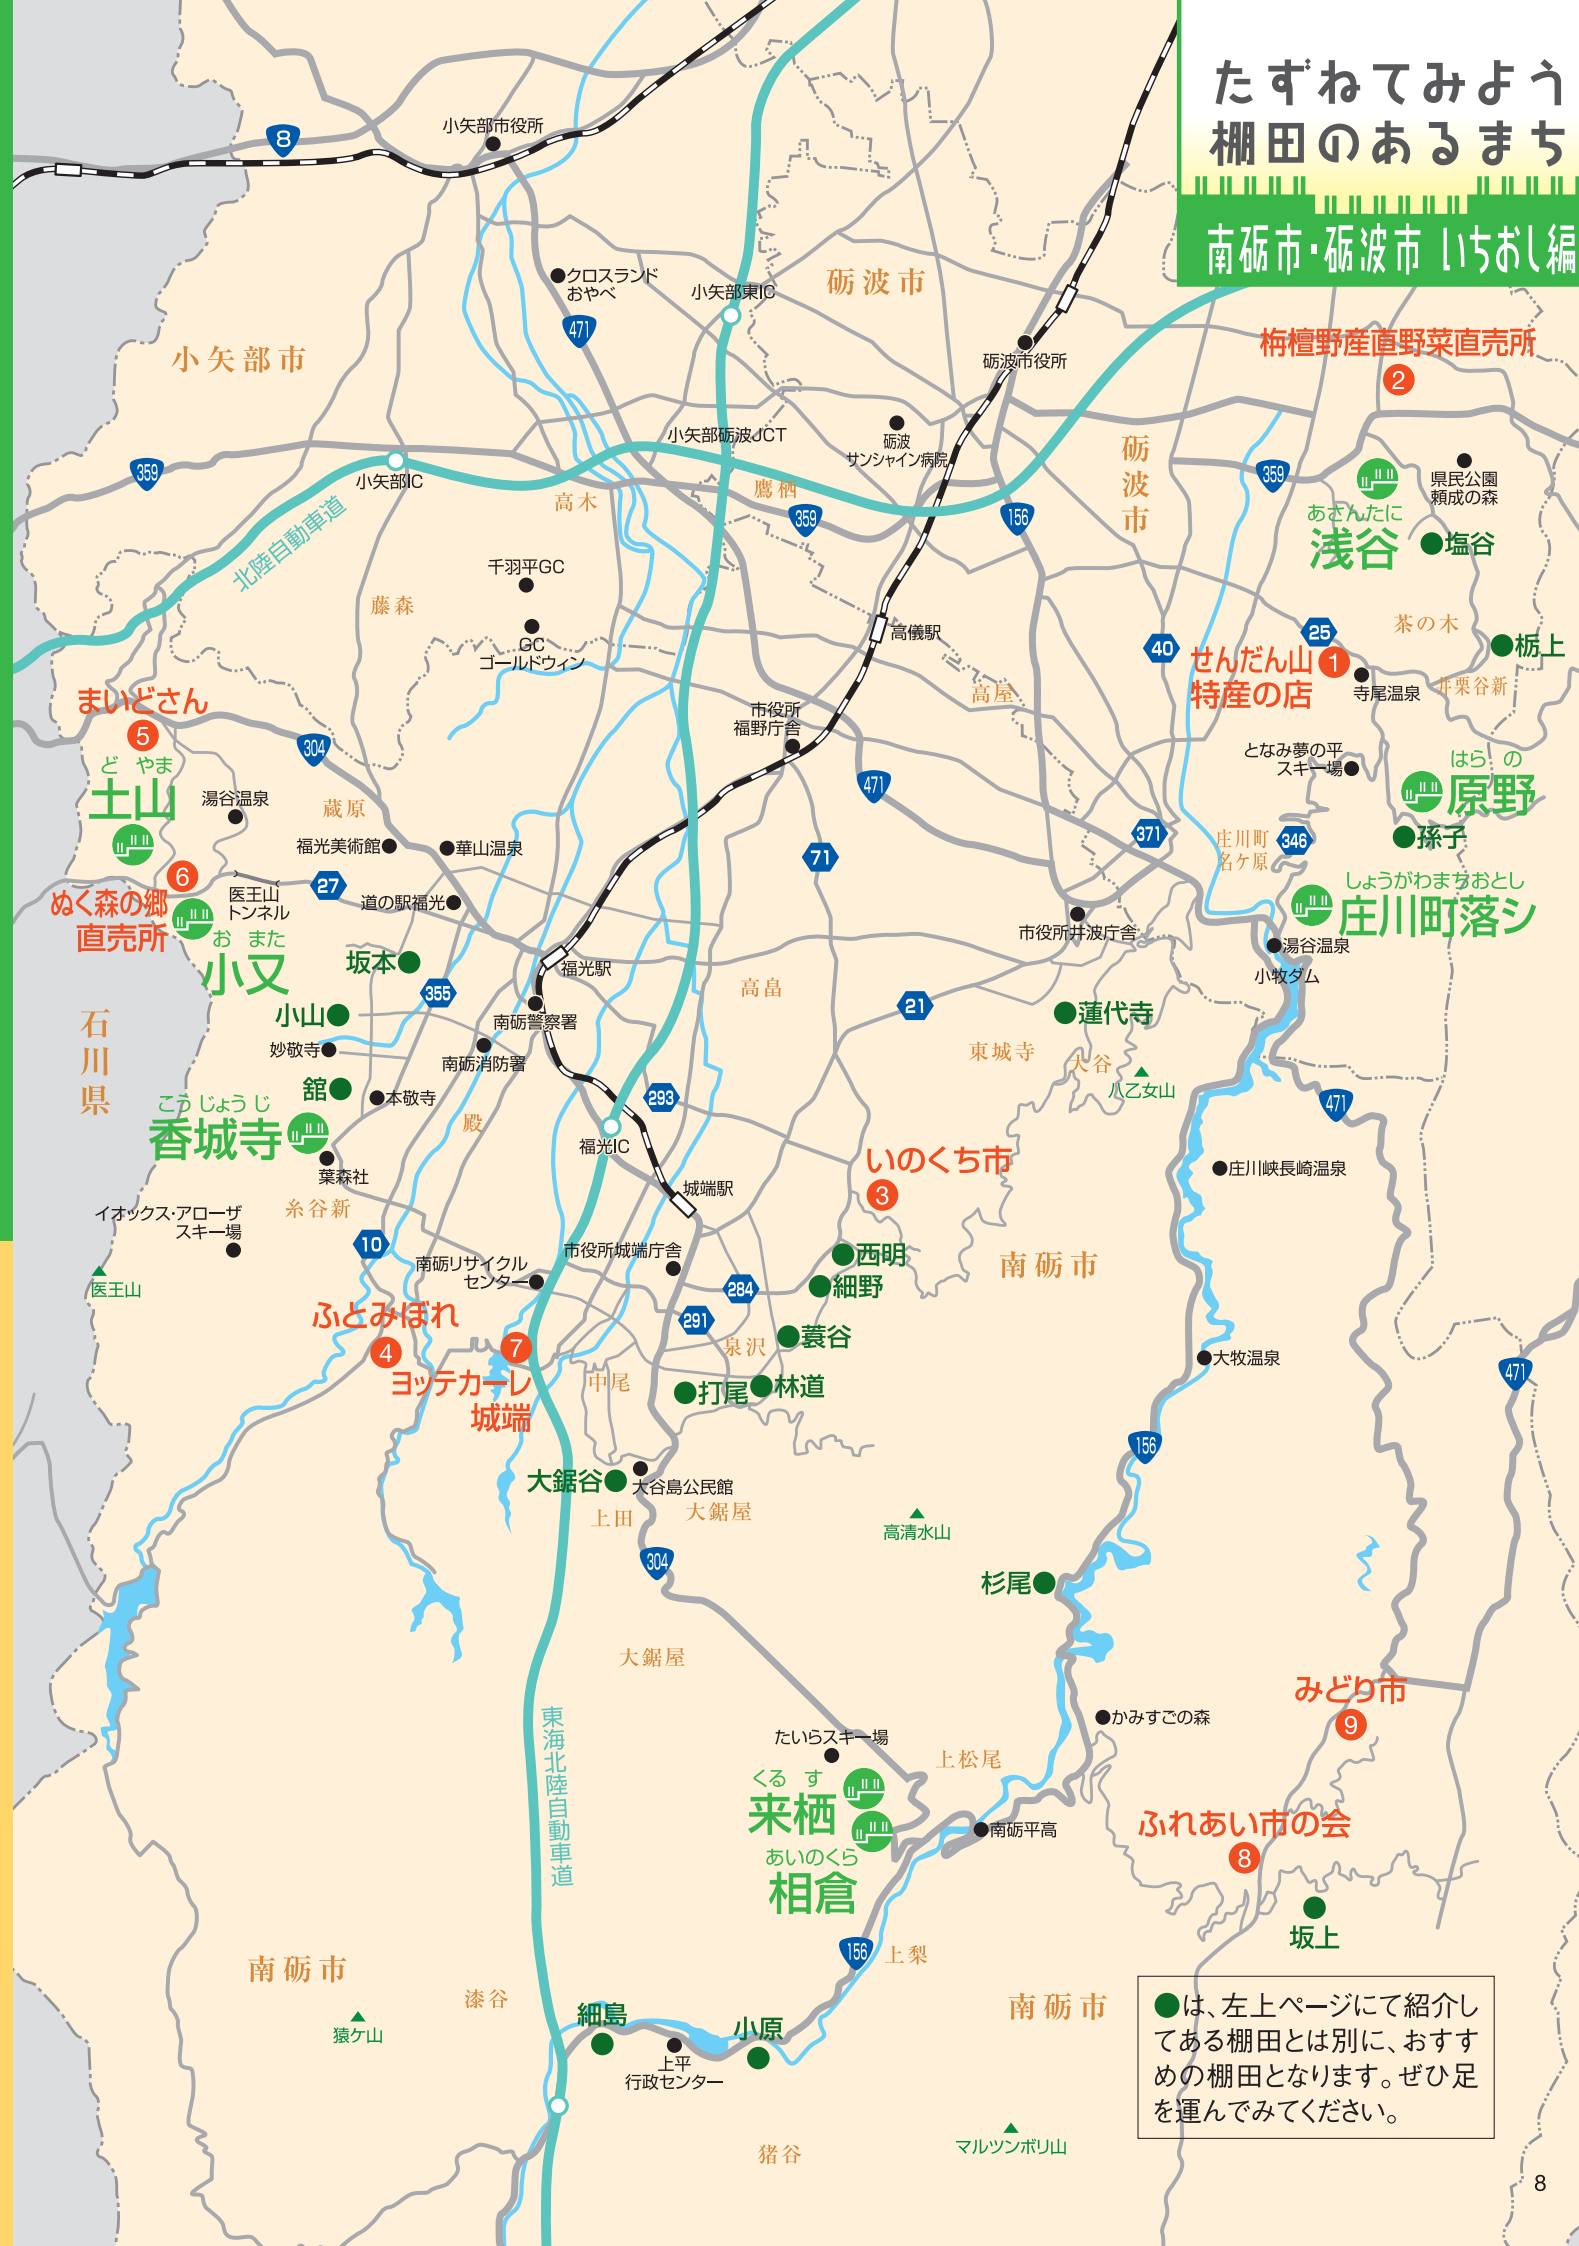 たずねてみよう
棚田のあるまち
南砺市・砺波市 いちおし編
8
小矢部市役所
クロスランド
おやべ
小矢部東IC
砺波市
471
小矢部市
砺波市役所
栴檀野産直野菜直売所
2
小矢部砺波JCT
砺波
サンシャイン病院
砺波市
359
359
県民公園
頼成の森
小矢部IC
高木
鷹栖
359
156
あさんたに
浅谷
塩谷
北陸自動車道
千羽平GC
藤森
GC
ゴールドウィン
高儀駅
茶の木
25
40
せんだん山
特産の店
1
栃上
寺尾温泉
井栗谷新
高屋
まいどさん
5
市役所
福野庁舎
304
となみ夢の平
スキー場
ど やま
土山
湯谷温泉
蔵原
471
はら の
原野
福光美術館
華山温泉
71
371
庄川町
名ケ原
346
孫子
6
ぬく森の郷
直売所
医王山
トンネル
27
道の駅福光
しょうがわまちおとし
庄川町落シ
市役所井波庁舎
湯谷温泉
小牧ダム
お また
小又
坂本
福光駅
355
高畠
21
石川県
小山
南砺警察署
蓮代寺
妙敬寺
南砺消防署
東城寺
大谷
八乙女山
舘
本敬寺
293
471
こう じょう じ
香城寺
殿
福光IC
葉森社
いのくち市
3
庄川峡長崎温泉
城端駅
糸谷新
イオックス・アローザ
スキー場
10
南砺リサイクル
センター
市役所城端庁舎
西明
細野
南砺市
医王山
284
291
ふとみぼれ
4
7
ヨッテカーレ
城端
蓑谷
泉沢
大牧温泉
471
中尾
打尾
林道
156
大鋸谷
大谷島公民館
上田
大鋸屋
高清水山
304
杉尾
大鋸屋
みどり市
9
東海北陸自動車道
かみすごの森
たいらスキー場
上松尾
くる す
来栖
南砺平高
ふれあい市の会
8
あいのくら
相倉
坂上
156
上梨
南砺市
漆谷
南砺市
猿ケ山
細島
小原
上平
行政センター
猪谷
マルツンボリ山
●は、左上ページにて紹介し
てある棚田とは別に、おすす
めの棚田となります。ぜひ足
を運んでみてください。
8